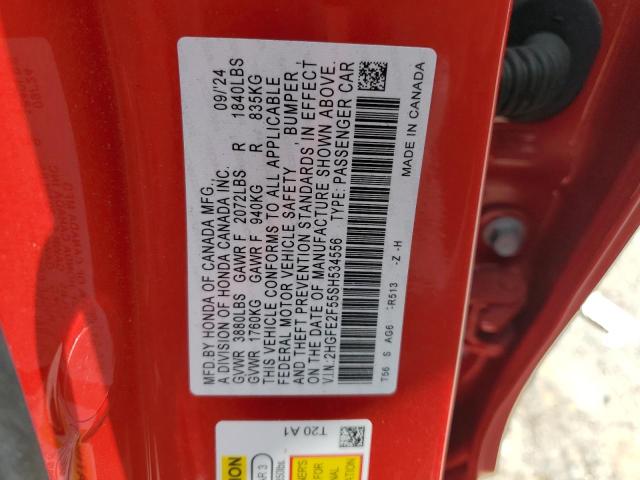 MFD.BY HONDA OF CANADA MFG., 09/'24
A DIVISION OF HONDA CANADA INC.
GVWR 3880LBS GAWR F 2072LBS R 1840LBS
GVWR 1760KG GAWR F 940KG R 835KG
THIS VEHICLE CONFORMS TO ALL APPLICABLE
FEDERAL MOTOR VEHICLE SAFETY , BUMPER ,
AND THEFT PREVENTION STANDARDS IN EFFECT
ON THE DATE OF MANUFACTURE SHOWN ABOVE.
V.I.N.:2HGFE2F55SH534556 TYPE: PASSENGER CAR
T56 S AG6 -R513 -Z -H
MADE IN CANADA
T20 A1